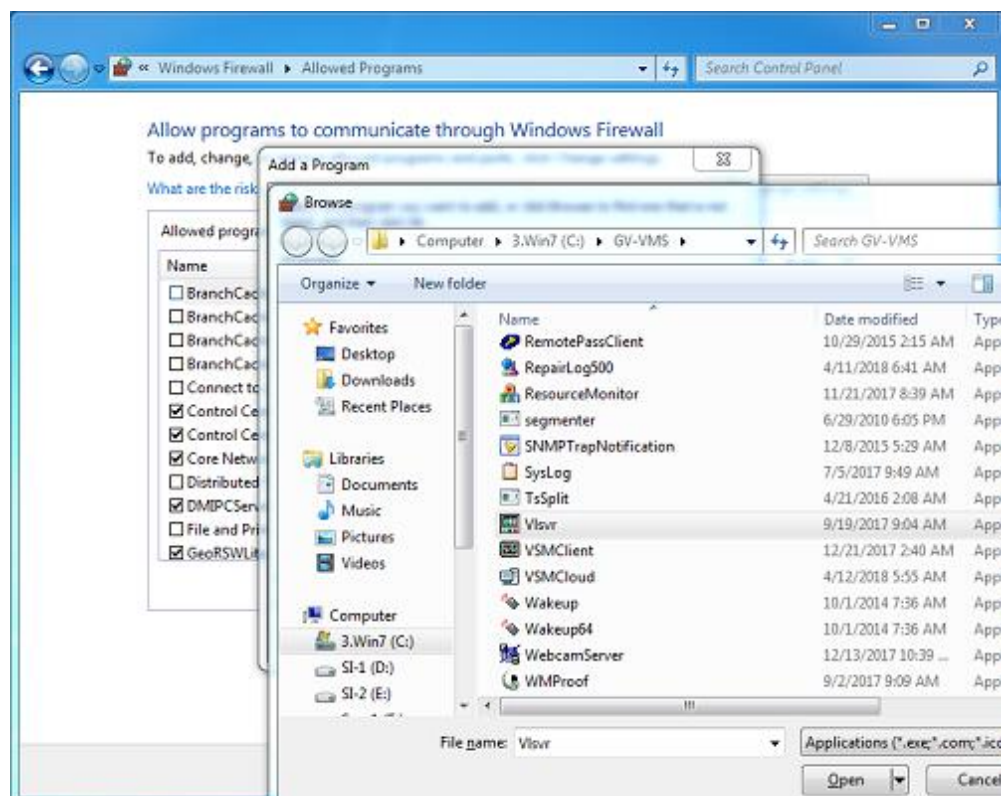 « Windows Firewall ▸ Allowed Programs
Search Control Panel
Allow programs to communicate through Windows Firewall
To add, change,
What are the risk
Allowed progra
Name
BranchCac
BranchCac
BranchCac
BranchCac
Connect to
Control Ce
Control Ce
Core Netw
Distributed
DMIPCServ
File and Pri
GeoRSWLit
Add a Program
Browse
▸ Computer ▸ 3.Win7 (C:) ▸ GV-VMS ▸
Search GV-VMS
Organize
New folder
Favorites
Desktop
Downloads
Recent Places
Libraries
Documents
Music
Pictures
Videos
Computer
3.Win7 (C:)
SI-1 (D:)
SI-2 (E:)
Name Date modified Type
RemotePassClient 10/29/2015 2:15 AM App
RepairLog500 4/11/2018 6:41 AM App
ResourceMonitor 11/21/2017 8:39 AM App
segmenter 6/29/2010 6:05 PM App
SNMPTrapNotification 12/8/2015 5:29 AM App
SysLog 7/5/2017 9:49 AM App
TsSplit 4/21/2016 2:08 AM App
Vlsvr 9/19/2017 9:04 AM App
VSMClient 12/21/2017 2:40 AM App
VSMCloud 4/12/2018 5:55 AM App
Wakeup 10/1/2014 7:36 AM App
Wakeup64 10/1/2014 7:36 AM App
WebcamServer 12/13/2017 10:39 ... App
WMProof 9/2/2017 9:09 AM App
File name: Vlsvr
Applications (*.exe;*.com;*.ico
Open
Cancel